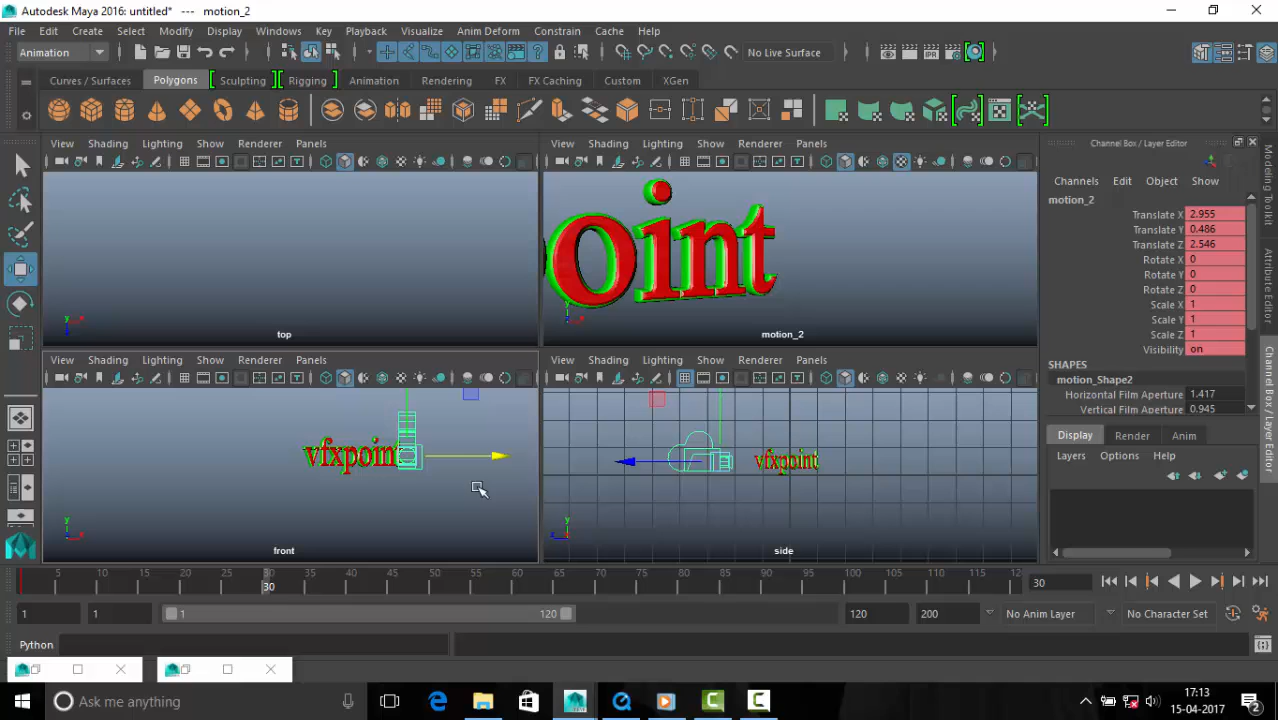 Autodesk Maya 2016: untitled*   ---   motion_2
File Edit Create Select Modify Display Windows Key Playback Visualize Anim Deform Constrain Cache Help
Animation No Live Surface
Curves / Surfaces Polygons Sculpting Rigging Animation Rendering FX FX Caching Custom XGen
View Shading Lighting Show Renderer Panels
View Shading Lighting Show Renderer Panels
Channel Box / Layer Editor
Channels Edit Object Show
motion_2
Translate X 2.955
Translate Y 0.486
Translate Z 2.546
Rotate X 0
Rotate Y 0
Rotate Z 0
Scale X 1
Scale Y 1
Scale Z 1
Visibility on
SHAPES
motion_Shape2
Horizontal Film Aperture 1.417
Vertical Film Aperture 0.945
Display Render Anim
Layers Options Help
Modeling Toolkit
Attribute Editor
Channel Box / Layer Editor
oint
y x
top
y x
motion_2
View Shading Lighting Show Renderer Panels
View Shading Lighting Show Renderer Panels
vfxpoint
vfxpoint
y x
front
y z
side
5 10 15 20 25 30 35 40 45 50 55 60 65 70 75 80 85 90 95 100 105 110 115 12
30
30
1 1 1 120 120 200 No Anim Layer No Character Set
Python
Ask me anything
17:13
15-04-2017
2